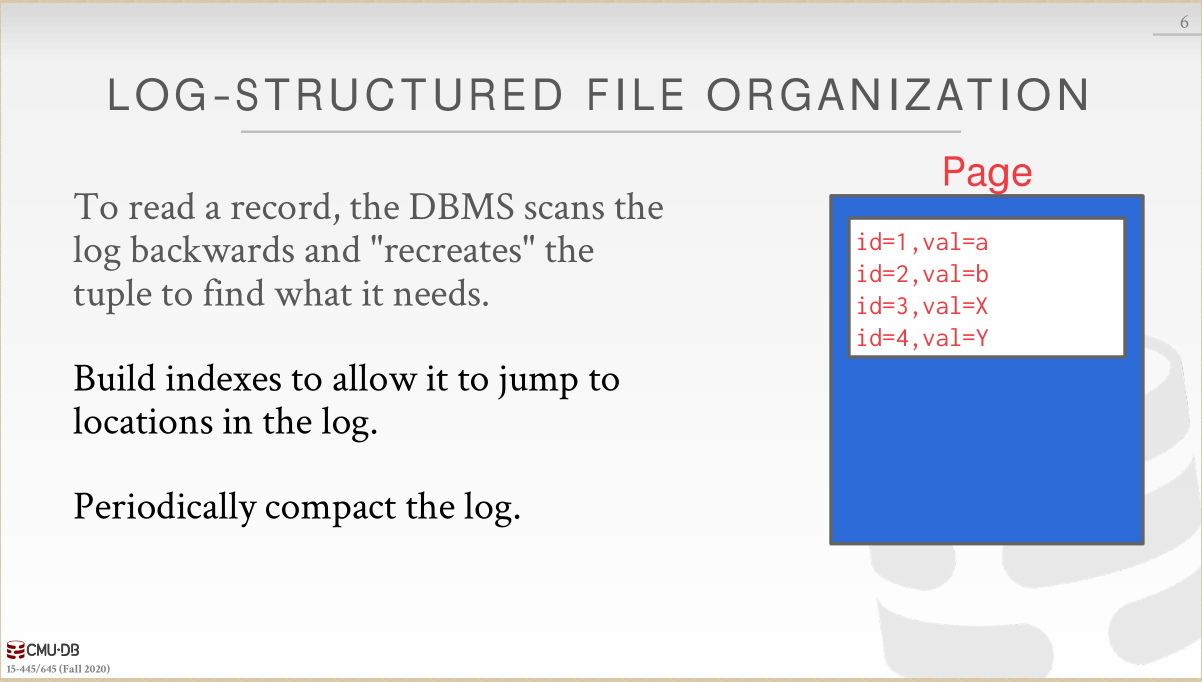 6
LOG-STRUCTURED FILE ORGANIZATION
To read a record, the DBMS scans the
log backwards and "recreates" the
tuple to find what it needs.
Build indexes to allow it to jump to
locations in the log.
Periodically compact the log.
Page
id=1,val=a
id=2,val=b
id=3,val=X
id=4,val=Y
CMU·DB
15-445/645 (Fall 2020)